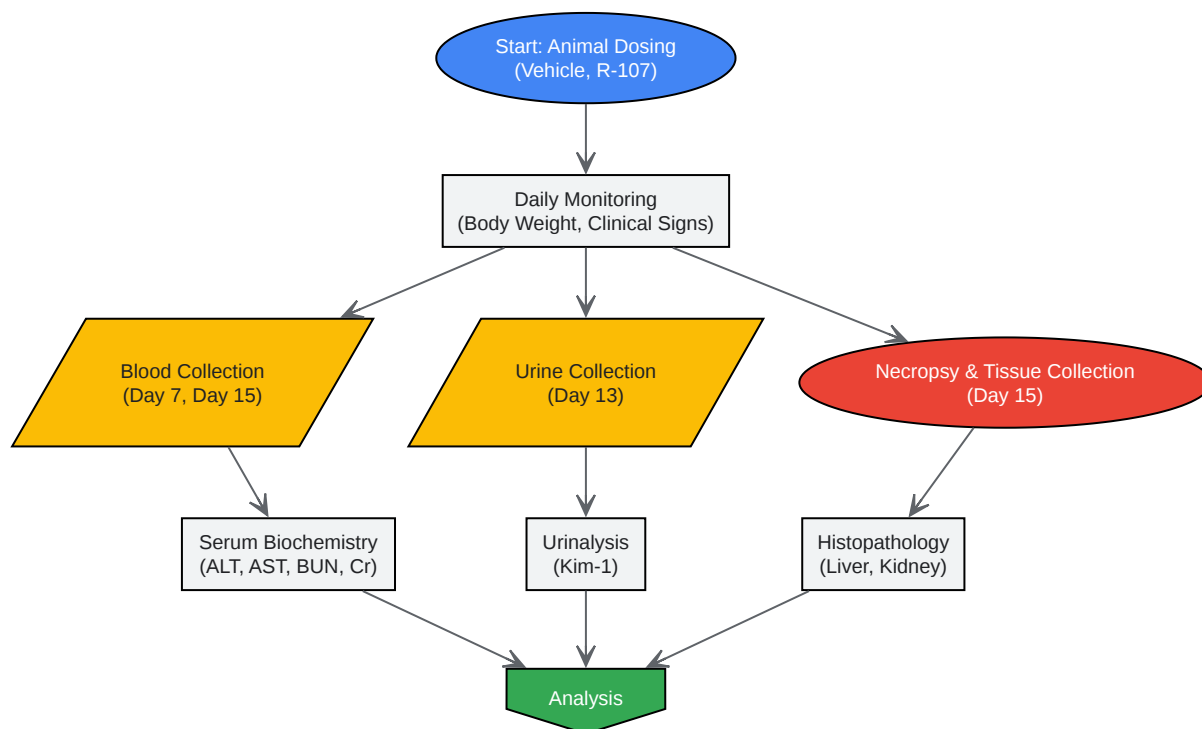 Start: Animal Dosing
(Vehicle, R-107)
Daily Monitoring
(Body Weight, Clinical Signs)
Blood Collection
(Day 7, Day 15)
Urine Collection
(Day 13)
Necropsy & Tissue Collection
(Day 15)
Serum Biochemistry
(ALT, AST, BUN, Cr)
Urinalysis
(Kim-1)
Histopathology
(Liver, Kidney)
Analysis